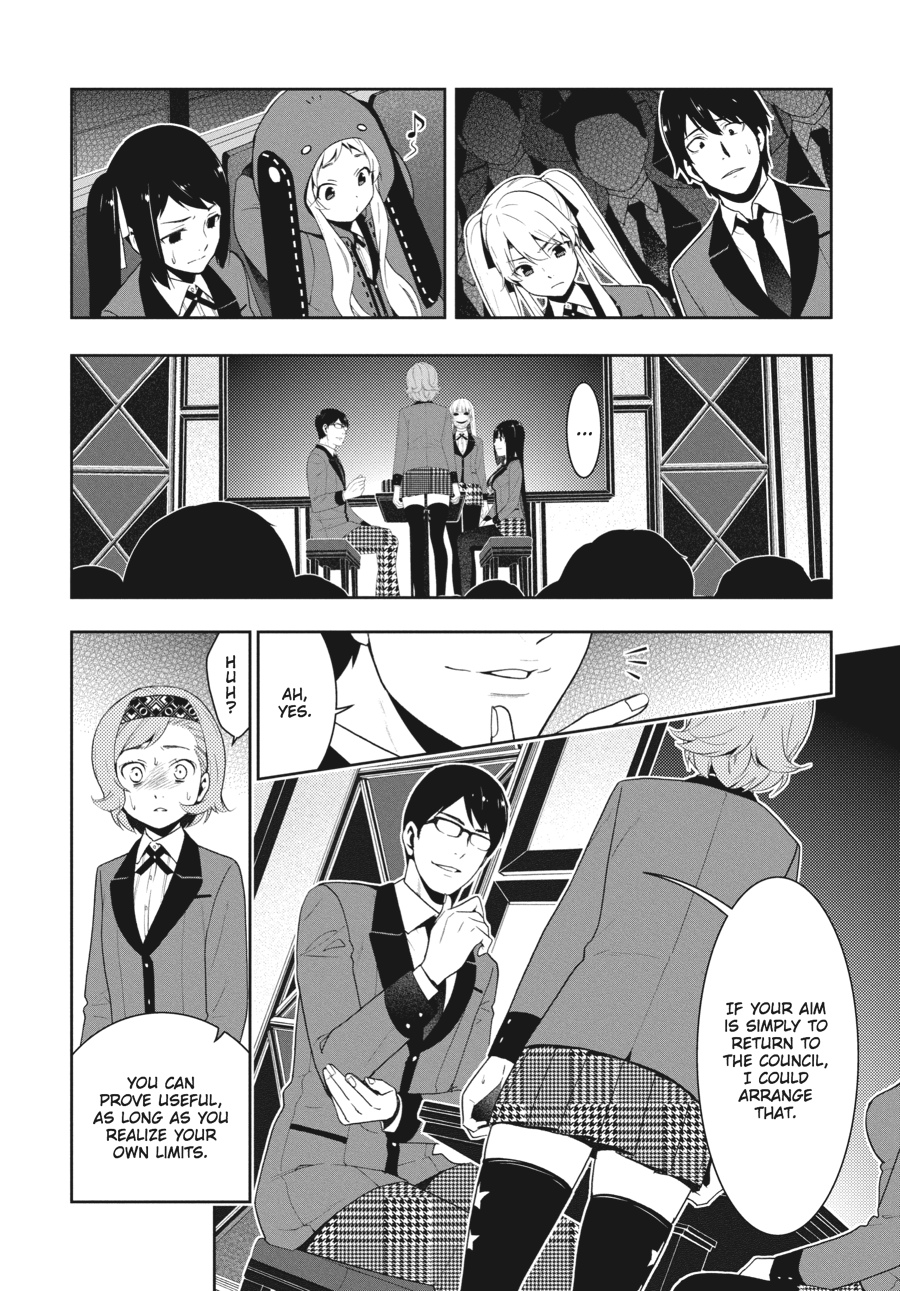 ...
AH,
YES.
IF YOUR AIM
IS SIMPLY TO
RETURN TO
THE COUNCIL,
I COULD
ARRANGE
THAT.
HUH?
YOU CAN
PROVE USEFUL,
AS LONG AS YOU
REALIZE YOUR
OWN LIMITS.